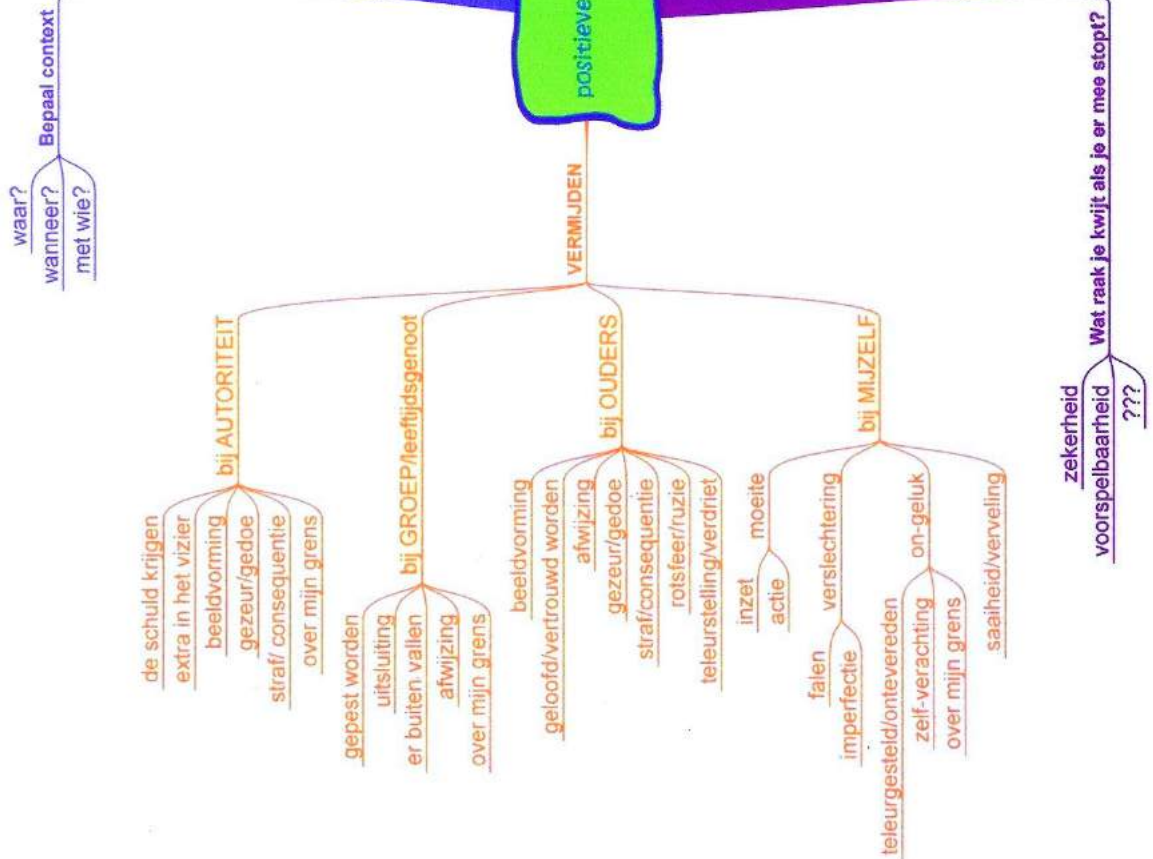 positieve
Bepaal context
waar?
wanneer?
met wie?
VERMIJDEN
bij AUTORITEIT
de schuld krijgen
extra in het vizier
beeldvorming
gezeur/gedoe
straf/ consequentie
over mijn grens
bij GROEP/leeftijdsgenoot
gepest worden
uitsluiting
er buiten vallen
afwijzing
over mijn grens
bij OUDERS
beeldvorming
geloofd/vertrouwd worden
afwijzing
gezeur/gedoe
straf/consequentie
rotsfeer/ruzie
teleurstelling/verdriet
bij MIJZELF
moeite
inzet
actie
verslechtering
falen
imperfectie
on-geluk
teleurgesteld/ontevereden
zelf-verachting
over mijn grens
saaiheid/verveling
Wat raak je kwijt als je er mee stopt?
zekerheid
voorspelbaarheid
???